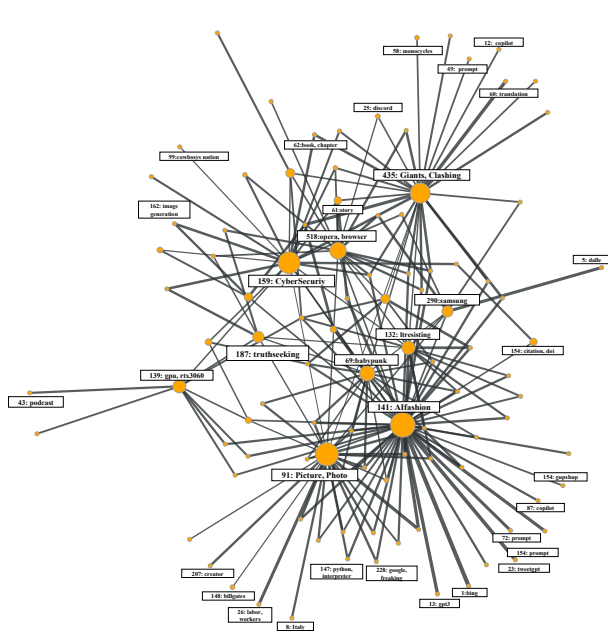 12: copilot
58: monocycles
49: prompt
60: translation
25: discord
62:book, chapter
99:cowbosys nation
435: Giants, Clashing
162: image
generation
61:story
518:opera, browser
5: dalle
159: CyberSecuriy
290:samsung
132: ltresisting
154: citation, doi
187: truthseeking
69:babypunk
139: gpu, rtx3060
43: podcast
141: AIfashion
91: Picture, Photo
154: gupshup
87: copilot
72: prompt
154: prompt
147: python,
interpreter
228: google,
freaking
23: tweetgpt
207: creator
148: billgates
1:bing
13: gpt3
26: labor,
workers
8: Italy